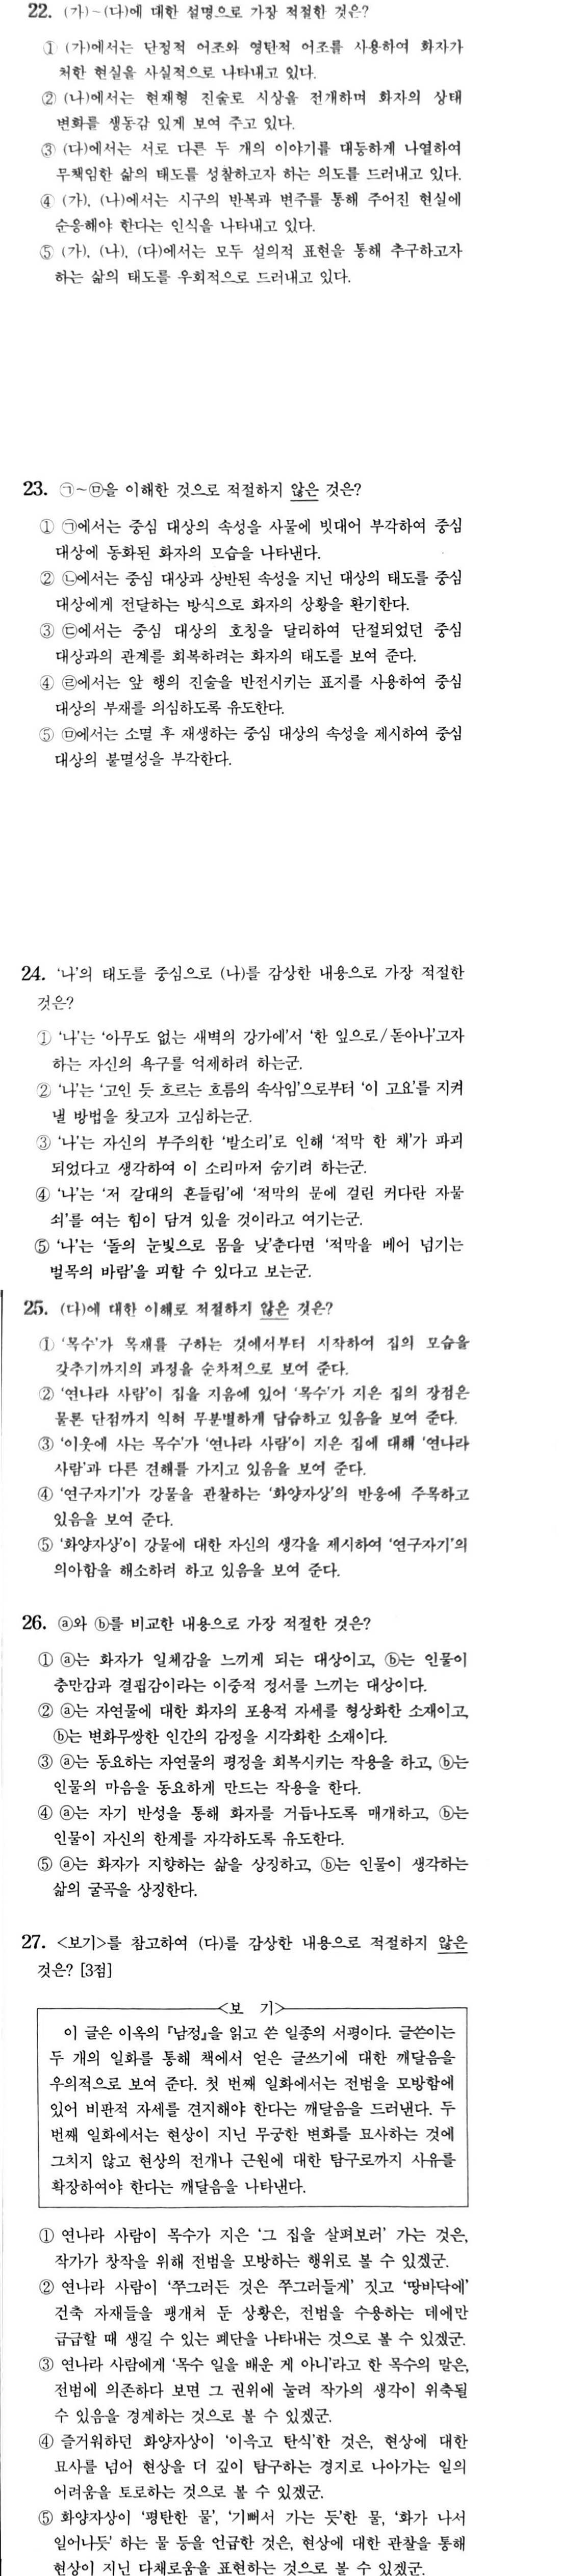 22. (가)~(다)에 대한 설명으로 가장 적절한 것은?
① (가)에서는 단정적 어조와 영탄적 어조를 사용하여 화자가
처한 현실을 사실적으로 나타내고 있다.
② (나)에서는 현재형 진술로 시상을 전개하며 화자의 상태
변화를 생동감 있게 보여 주고 있다.
③ (다)에서는 서로 다른 두 개의 이야기를 대등하게 나열하여
무책임한 삶의 태도를 성찰하고자 하는 의도를 드러내고 있다.
④ (가), (나)에서는 시구의 반복과 변주를 통해 주어진 현실에
순응해야 한다는 인식을 나타내고 있다.
⑤ (가), (나), (다)에서는 모두 설의적 표현을 통해 추구하고자
하는 삶의 태도를 우회적으로 드러내고 있다.
23. ㉠~㉤을 이해한 것으로 적절하지 않은 것은?
① ㉠에서는 중심 대상의 속성을 사물에 빗대어 부각하여 중심
대상에 동화된 화자의 모습을 나타낸다.
② ㉡에서는 중심 대상과 상반된 속성을 지닌 대상의 태도를 중심
대상에게 전달하는 방식으로 화자의 상황을 환기한다.
③ ㉢에서는 중심 대상의 호칭을 달리하여 단절되었던 중심
대상과의 관계를 회복하려는 화자의 태도를 보여 준다.
④ ㉣에서는 앞 행의 진술을 반전시키는 표지를 사용하여 중심
대상의 부재를 의심하도록 유도한다.
⑤ ㉤에서는 소멸 후 재생하는 중심 대상의 속성을 제시하여 중심
대상의 불멸성을 부각한다.
24. ‘나’의 태도를 중심으로 (나)를 감상한 내용으로 가장 적절한
것은?
① ‘나’는 ‘아무도 없는 새벽의 강가에’서 ‘한 잎으로/돋아나’고자
하는 자신의 욕구를 억제하려 하는군.
② ‘나’는 ‘고인 듯 흐르는 흐름의 속삭임’으로부터 ‘이 고요’를 지켜
낼 방법을 찾고자 고심하는군.
③ ‘나’는 자신의 부주의한 ‘발소리’로 인해 ‘적막 한 채’가 파괴
되었다고 생각하여 이 소리마저 숨기려 하는군.
④ ‘나’는 ‘저 갈대의 흔들림’에 ‘적막의 문에 걸린 커다란 자물
쇠’를 여는 힘이 담겨 있을 것이라고 여기는군.
⑤ ‘나’는 ‘돌의 눈빛으로 몸을 낮’춘다면 ‘적막을 베어 넘기는
벌목의 바람’을 피할 수 있다고 보는군.
25. (다)에 대한 이해로 적절하지 않은 것은?
① ‘목수’가 목재를 구하는 것에서부터 시작하여 집의 모습을
갖추기까지의 과정을 순차적으로 보여 준다.
② ‘연나라 사람’이 집을 지음에 있어 ‘목수’가 지은 집의 장점은
물론 단점까지 익혀 무분별하게 답습하고 있음을 보여 준다.
③ ‘이웃에 사는 목수’가 ‘연나라 사람’이 지은 집에 대해 ‘연나라
사람’과 다른 견해를 가지고 있음을 보여 준다.
④ ‘연구자기’가 강물을 관찰하는 ‘화양자상’의 반응에 주목하고
있음을 보여 준다.
⑤ ‘화양자상’이 강물에 대한 자신의 생각을 제시하여 ‘연구자기’의
의아함을 해소하려 하고 있음을 보여 준다.
26. ⓐ와 ⓑ를 비교한 내용으로 가장 적절한 것은?
① ⓐ는 화자가 일체감을 느끼게 되는 대상이고, ⓑ는 인물이
충만감과 결핍감이라는 이중적 정서를 느끼는 대상이다.
② ⓐ는 자연물에 대한 화자의 포용적 자세를 형상화한 소재이고,
ⓑ는 변화무쌍한 인간의 감정을 시각화한 소재이다.
③ ⓐ는 동요하는 자연물의 평정을 회복시키는 작용을 하고, ⓑ는
인물의 마음을 동요하게 만드는 작용을 한다.
④ ⓐ는 자기 반성을 통해 화자를 거듭나도록 매개하고, ⓑ는
인물이 자신의 한계를 자각하도록 유도한다.
⑤ ⓐ는 화자가 지향하는 삶을 상징하고, ⓑ는 인물이 생각하는
삶의 굴곡을 상징한다.
27. <보기>를 참고하여 (다)를 감상한 내용으로 적절하지 않은
것은? [3점]
<보 기>
이 글은 이옥의 『남정』을 읽고 쓴 일종의 서평이다. 글쓴이는
두 개의 일화를 통해 책에서 얻은 글쓰기에 대한 깨달음을
우의적으로 보여 준다. 첫 번째 일화에서는 전범을 모방함에
있어 비판적 자세를 견지해야 한다는 깨달음을 드러낸다. 두
번째 일화에서는 현상이 지닌 무궁한 변화를 묘사하는 것에
그치지 않고 현상의 전개나 근원에 대한 탐구로까지 사유를
확장하여야 한다는 깨달음을 나타낸다.
① 연나라 사람이 목수가 지은 ‘그 집을 살펴보러’ 가는 것은,
작가가 창작을 위해 전범을 모방하는 행위로 볼 수 있겠군.
② 연나라 사람이 ‘쭈그러든 것은 쭈그러들게’ 짓고 ‘땅바닥에’
건축 자재들을 팽개쳐 둔 상황은, 전범을 수용하는 데에만
급급할 때 생길 수 있는 폐단을 나타내는 것으로 볼 수 있겠군.
③ 연나라 사람에게 ‘목수 일을 배운 게 아니’라고 한 목수의 말은,
전범에 의존하다 보면 그 권위에 눌려 작가의 생각이 위축될
수 있음을 경계하는 것으로 볼 수 있겠군.
④ 즐거워하던 화양자상이 ‘이윽고 탄식’한 것은, 현상에 대한
묘사를 넘어 현상을 더 깊이 탐구하는 경지로 나아가는 일의
어려움을 토로하는 것으로 볼 수 있겠군.
⑤ 화양자상이 ‘평탄한 물’, ‘기뻐서 가는 듯’한 물, ‘화가 나서
일어나듯’ 하는 물 등을 언급한 것은, 현상에 대한 관찰을 통해
현상이 지닌 다채로움을 표현하는 것으로 볼 수 있겠군.